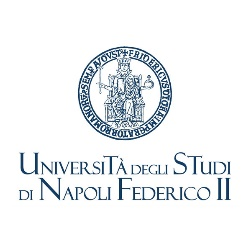 UNIVERSITÀ DEGLI STUDI
DI NAPOLI FEDERICO II